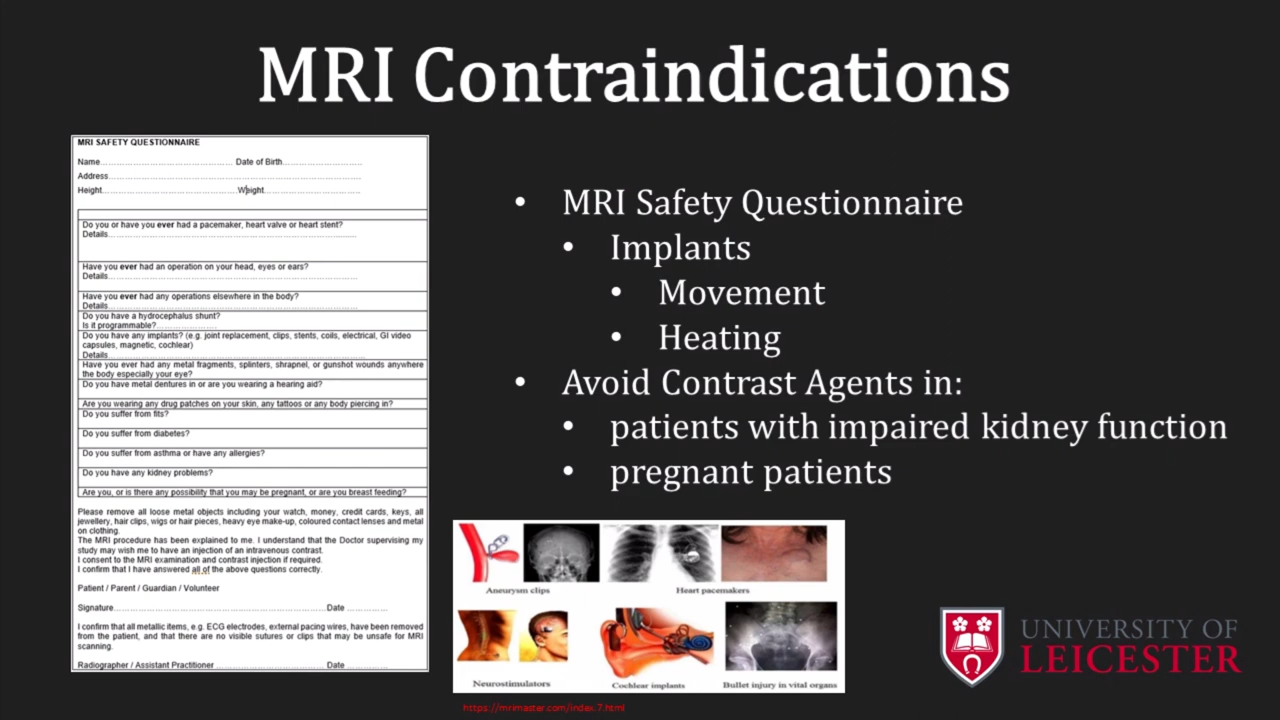 MRI Contraindications
MRI SAFETY QUESTIONNAIRE
Name.......................................... Date of Birth.........................
Address.................................................................................
Height..........................................Weight.............................
Do you or have you ever had a pacemaker, heart valve or heart stent?
Details.................................................................................
Have you ever had an operation on your head, eyes or ears?
Details.................................................................................
Have you ever had any operations elsewhere in the body?
Details.................................................................................
Do you have a hydrocephalus shunt?
Is it programmable?....................
Do you have any implants? (e.g. joint replacement, clips, stents, coils, electrical, GI video
capsules, magnetic, cochlear)
Details.................................................................................
Have you ever had any metal fragments, splinters, shrapnel, or gunshot wounds anywhere
the body especially your eye?
Do you have metal dentures in or are you wearing a hearing aid?
Are you wearing any drug patches on your skin, any tattoos or any body piercing in?
Do you suffer from fits?
Do you suffer from diabetes?
Do you suffer from asthma or have any allergies?
Do you have any kidney problems?
Are you, or is there any possibility that you may be pregnant, or are you breast feeding?
Please remove all loose metal objects including your watch, money, credit cards, keys, all
jewellery, hair clips, wigs or hair pieces, heavy eye make-up, coloured contact lenses and metal
on clothing.
The MRI procedure has been explained to me. I understand that the Doctor supervising my
study may wish me to have an injection of an intravenous contrast.
I consent to the MRI examination and contrast injection if required.
I confirm that I have answered all of the above questions correctly.
Patient / Parent / Guardian / Volunteer
Signature......................................................Date ............
I confirm that all metallic items, e.g. ECG electrodes, external pacing wires, have been removed
from the patient, and that there are no visible sutures or clips that may be unsafe for MRI
scanning.
Radiographer / Assistant Practitioner ........................... Date ............
• MRI Safety Questionnaire
• Implants
• Movement
• Heating
• Avoid Contrast Agents in:
• patients with impaired kidney function
• pregnant patients
Aneurysm clips
Heart pacemakers
Neurostimulators
Cochlear implants
Bullet injury in vital organs
https://mrimaster.com/index.7.html
UNIVERSITY OF
LEICESTER